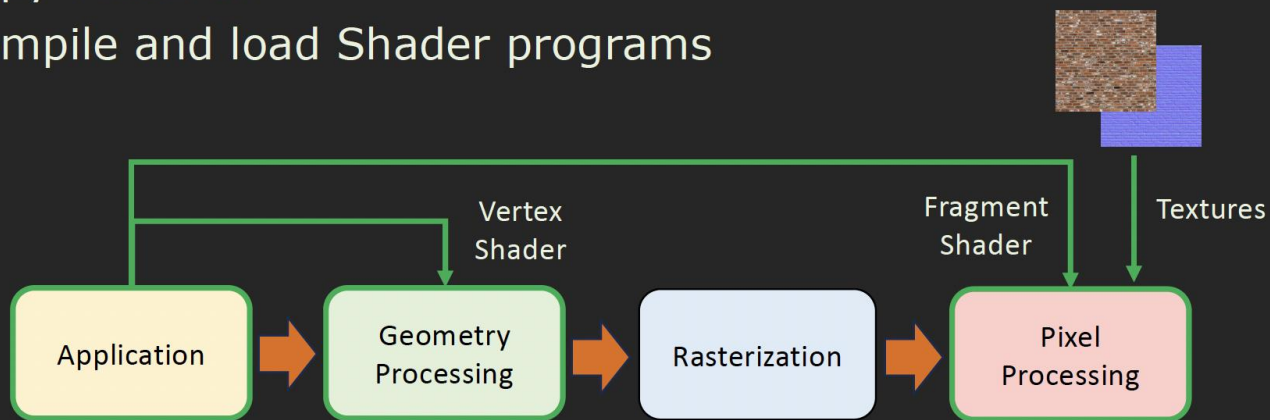 mpile and load Shader programs
Vertex
Shader
Fragment
Shader
Textures
Application
Geometry
Processing
Rasterization
Pixel
Processing